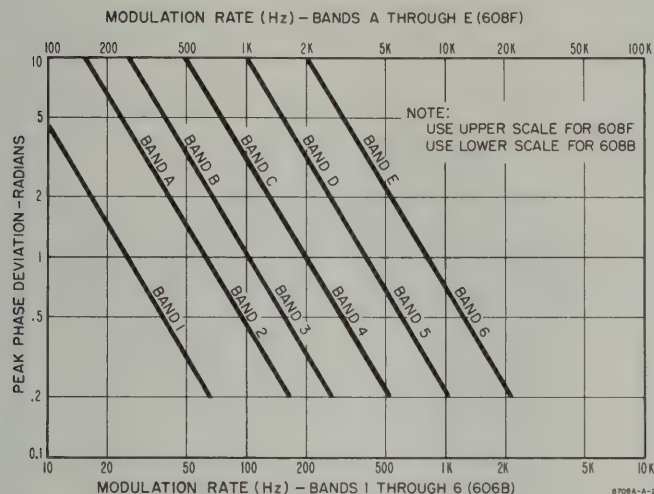 MODULATION RATE (Hz) – BANDS A THROUGH E (608F)
100 200 500 1K 2K 5K 10K 20K 50K 100K
10
5
2
1
.5
.2
0.1
PEAK PHASE DEVIATION – RADIANS
NOTE:
USE UPPER SCALE FOR 608F
USE LOWER SCALE FOR 608B
BAND A
BAND B
BAND C
BAND D
BAND E
BAND 1
BAND 2
BAND 3
BAND 4
BAND 5
BAND 6
10 20 50 100 200 500 1K 2K 5K 10K
MODULATION RATE (Hz) – BANDS 1 THROUGH 6 (606B)